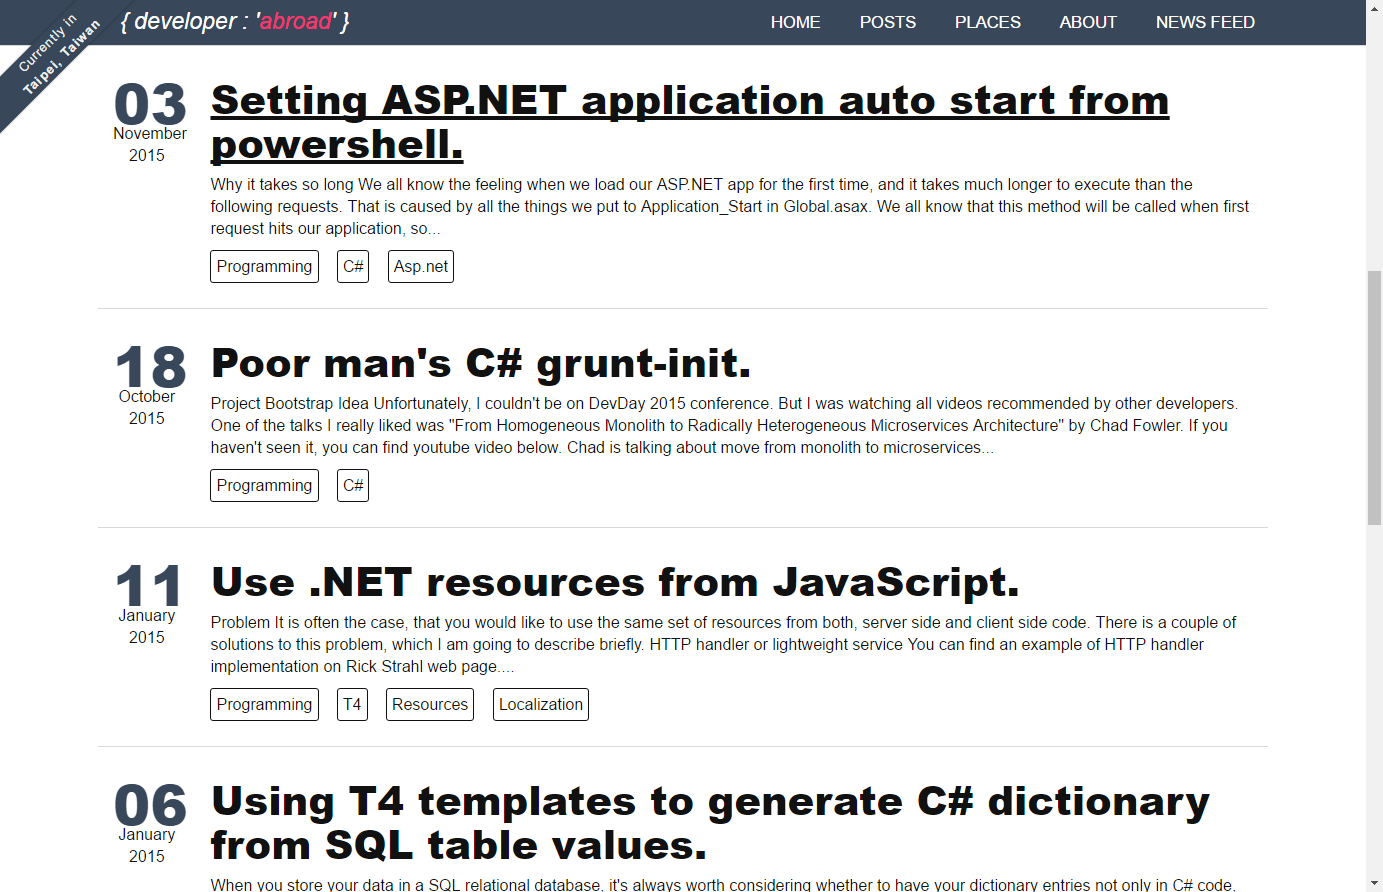 Currently in
Taipei, Taiwan
{ developer : 'abroad' }
HOME POSTS PLACES ABOUT NEWS FEED
03
November
2015
Setting ASP.NET application auto start from
powershell.
Why it takes so long We all know the feeling when we load our ASP.NET app for the first time, and it takes much longer to execute than the
following requests. That is caused by all the things we put to Application_Start in Global.asax. We all know that this method will be called when first
request hits our application, so...
Programming C# Asp.net
18
October
2015
Poor man's C# grunt-init.
Project Bootstrap Idea Unfortunately, I couldn't be on DevDay 2015 conference. But I was watching all videos recommended by other developers.
One of the talks I really liked was "From Homogeneous Monolith to Radically Heterogeneous Microservices Architecture" by Chad Fowler. If you
haven't seen it, you can find youtube video below. Chad is talking about move from monolith to microservices...
Programming C#
11
January
2015
Use .NET resources from JavaScript.
Problem It is often the case, that you would like to use the same set of resources from both, server side and client side code. There is a couple of
solutions to this problem, which I am going to describe briefly. HTTP handler or lightweight service You can find an example of HTTP handler
implementation on Rick Strahl web page....
Programming T4 Resources Localization
06
January
2015
Using T4 templates to generate C# dictionary
from SQL table values.
When you store your data in a SQL relational database, it's always worth considering whether to have your dictionary entries not only in C# code,